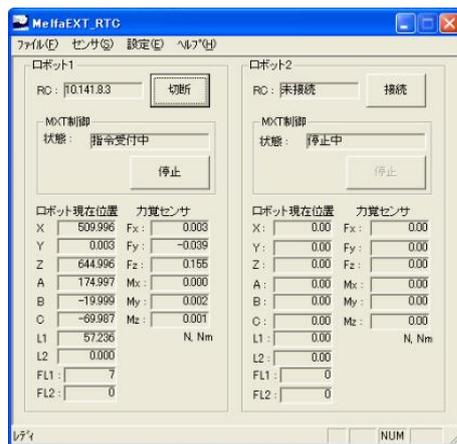 MelfaEXT_RTC
ファイル(F) センサ(S) 設定(E) ヘルプ(H)
ロボット1
RC : 10.141.8.3 切断
MXT制御
状態 : 指令受付中
停止
ロボット現在位置 力覚センサ
X 509.996 Fx : 0.003
Y 0.003 Fy : -0.039
Z 644.996 Fz : 0.155
A 174.997 Mx : 0.000
B -19.999 My : 0.002
C -69.987 Mz : 0.001
L1 57.236 N, Nm
L2 0.000
FL1 : 7
FL2 : 0
ロボット2
RC : 未接続 接続
MXT制御
状態 : 停止中
停止
ロボット現在位置 力覚センサ
X : 0.00 Fx : 0.00
Y : 0.00 Fy : 0.00
Z : 0.00 Fz : 0.00
A : 0.00 Mx : 0.00
B : 0.00 My : 0.00
C : 0.00 Mz : 0.00
L1 : 0.00 N, Nm
L2 : 0.00
FL1 : 0
FL2 : 0
レディ NUM